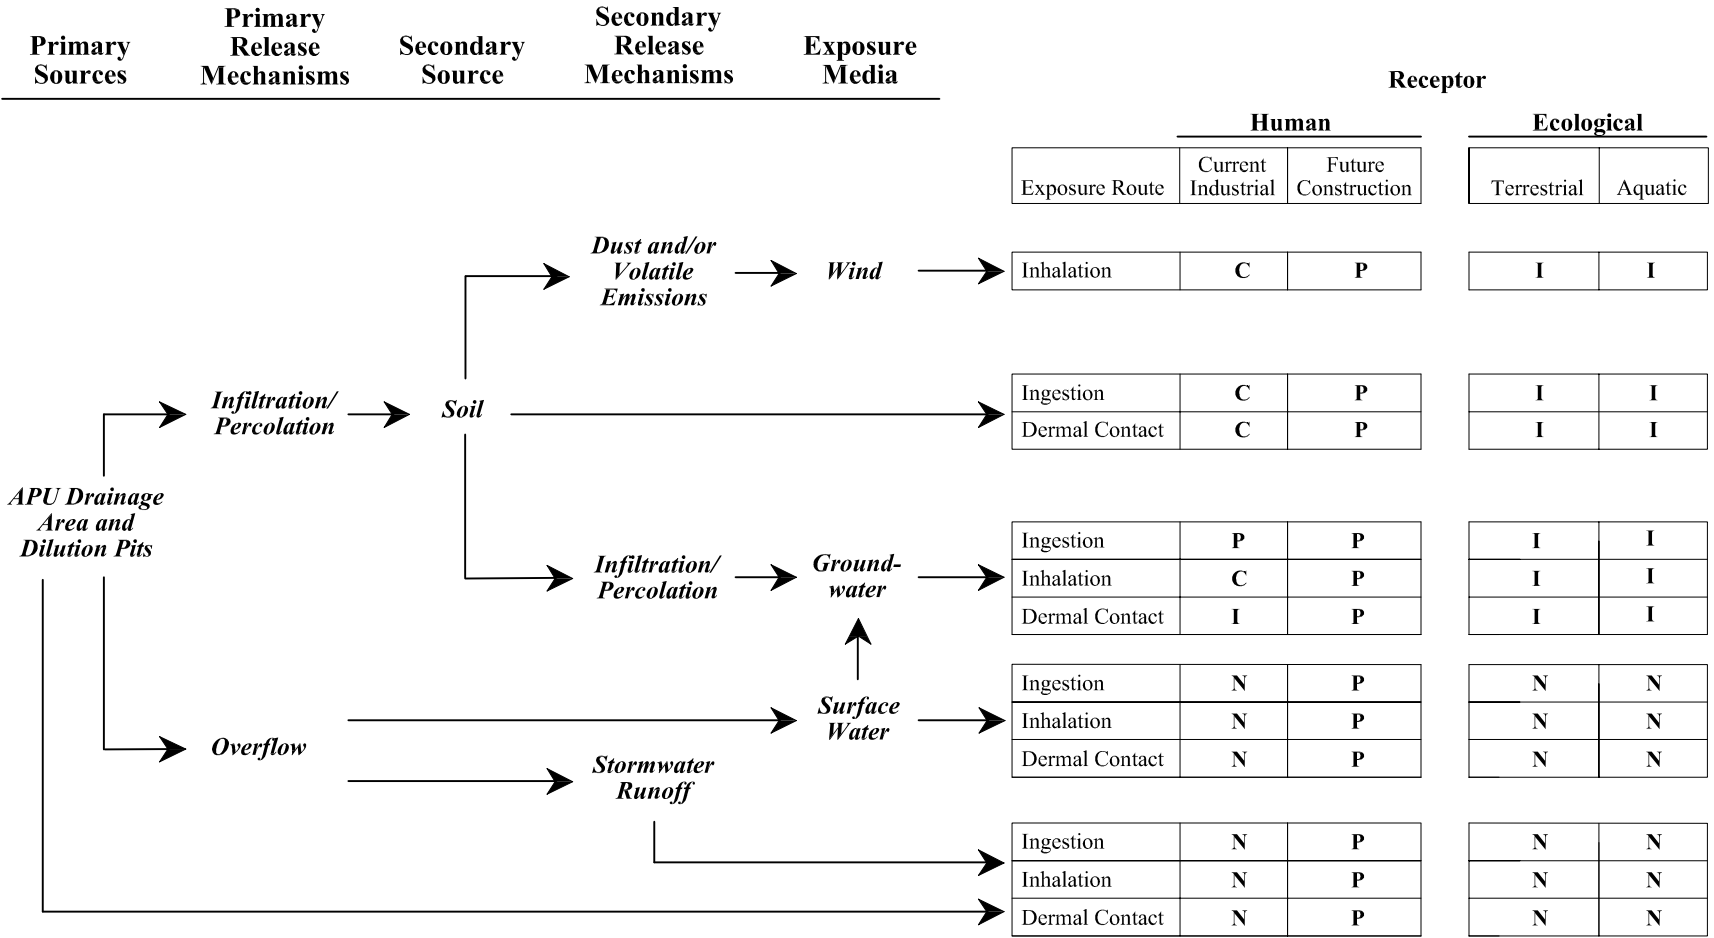 Primary
Sources
Primary
Release
Mechanisms
Secondary
Source
Secondary
Release
Mechanisms
Exposure
Media
Receptor
Human
Ecological
Exposure Route
Current
Industrial
Future
Construction
Terrestrial
Aquatic
Dust and/or
Volatile
Emissions
Wind
Inhalation C P I I
Infiltration/
Percolation
Soil
Ingestion C P I I
Dermal Contact C P I I
APU Drainage
Area and
Dilution Pits
Infiltration/
Percolation
Ground-
water
Ingestion P P I I
Inhalation C P I I
Dermal Contact I P I I
Overflow
Surface
Water
Ingestion N P N N
Inhalation N P N N
Dermal Contact N P N N
Stormwater
Runoff
Ingestion N P N N
Inhalation N P N N
Dermal Contact N P N N